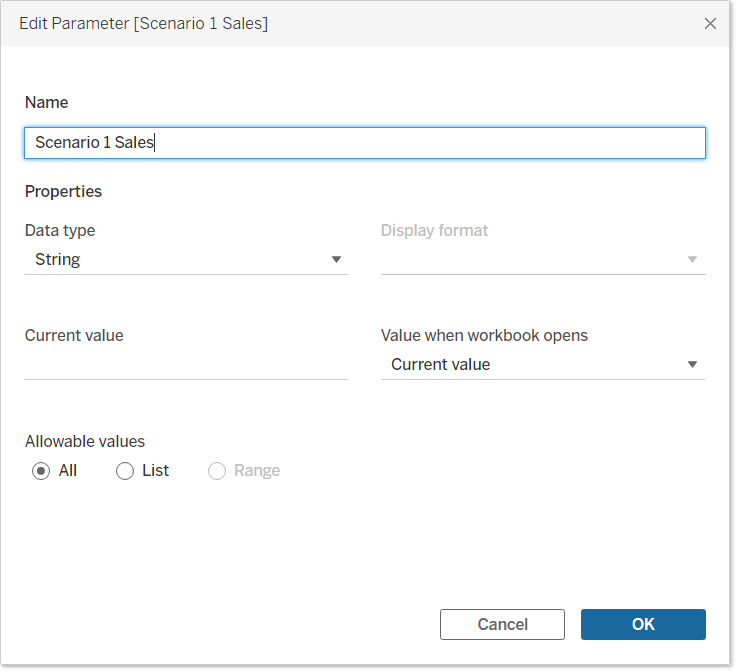 Edit Parameter [Scenario 1 Sales]
Name
Scenario 1 Sales
Properties
Data type Display format
String
Current value Value when workbook opens
Current value
Allowable values
All List Range
Cancel OK